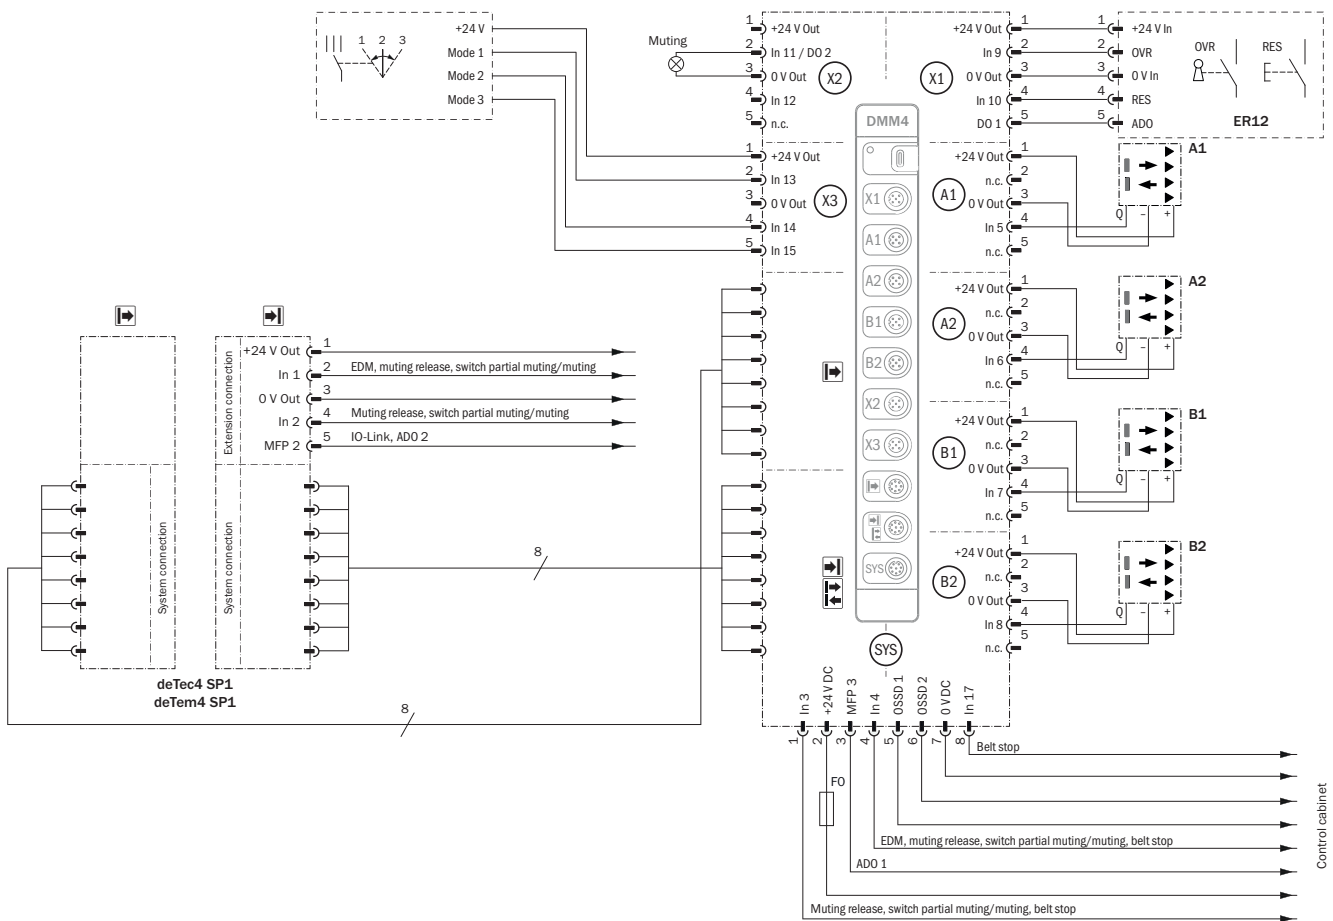 +24 V
Mode 1
Mode 2
Mode 3
1 2 3
Muting
1 +24 V Out
2 In 11 / DO 2
3 0 V Out
4 In 12
5 n.c.
X2
X1
+24 V Out 1
In 9 2
0 V Out 3
In 10 4
DO 1 5
1 +24 V In
2 OVR
3 0 V In
4 RES
5 ADO
OVR RES
ER12
1 +24 V Out
2 In 13
3 0 V Out
4 In 14
5 In 15
X3
DMM4
X1
A1
A2
B1
B2
X2
X3
SYS
A1
+24 V Out 1
n.c. 2
0 V Out 3
In 5 4
n.c. 5
A1
Q – +
A2
+24 V Out 1
n.c. 2
0 V Out 3
In 6 4
n.c. 5
A2
Q – +
B1
+24 V Out 1
n.c. 2
0 V Out 3
In 7 4
n.c. 5
B1
Q – +
B2
+24 V Out 1
n.c. 2
0 V Out 3
In 8 4
n.c. 5
B2
Q – +
Extension connection
+24 V Out 1
In 1 2 EDM, muting release, switch partial muting/muting
0 V Out 3
In 2 4 Muting release, switch partial muting/muting
MFP 2 5 IO-Link, ADO 2
System connection
System connection
deTec4 SP1
deTem4 SP1
8
8
SYS
In 3
+24 V DC
MFP 3
In 4
OSSD 1
OSSD 2
0 V DC
In 17
1
2
3
4
5
6
7
8
Belt stop
F0
EDM, muting release, switch partial muting/muting, belt stop
ADO 1
Muting release, switch partial muting/muting, belt stop
Control cabinet